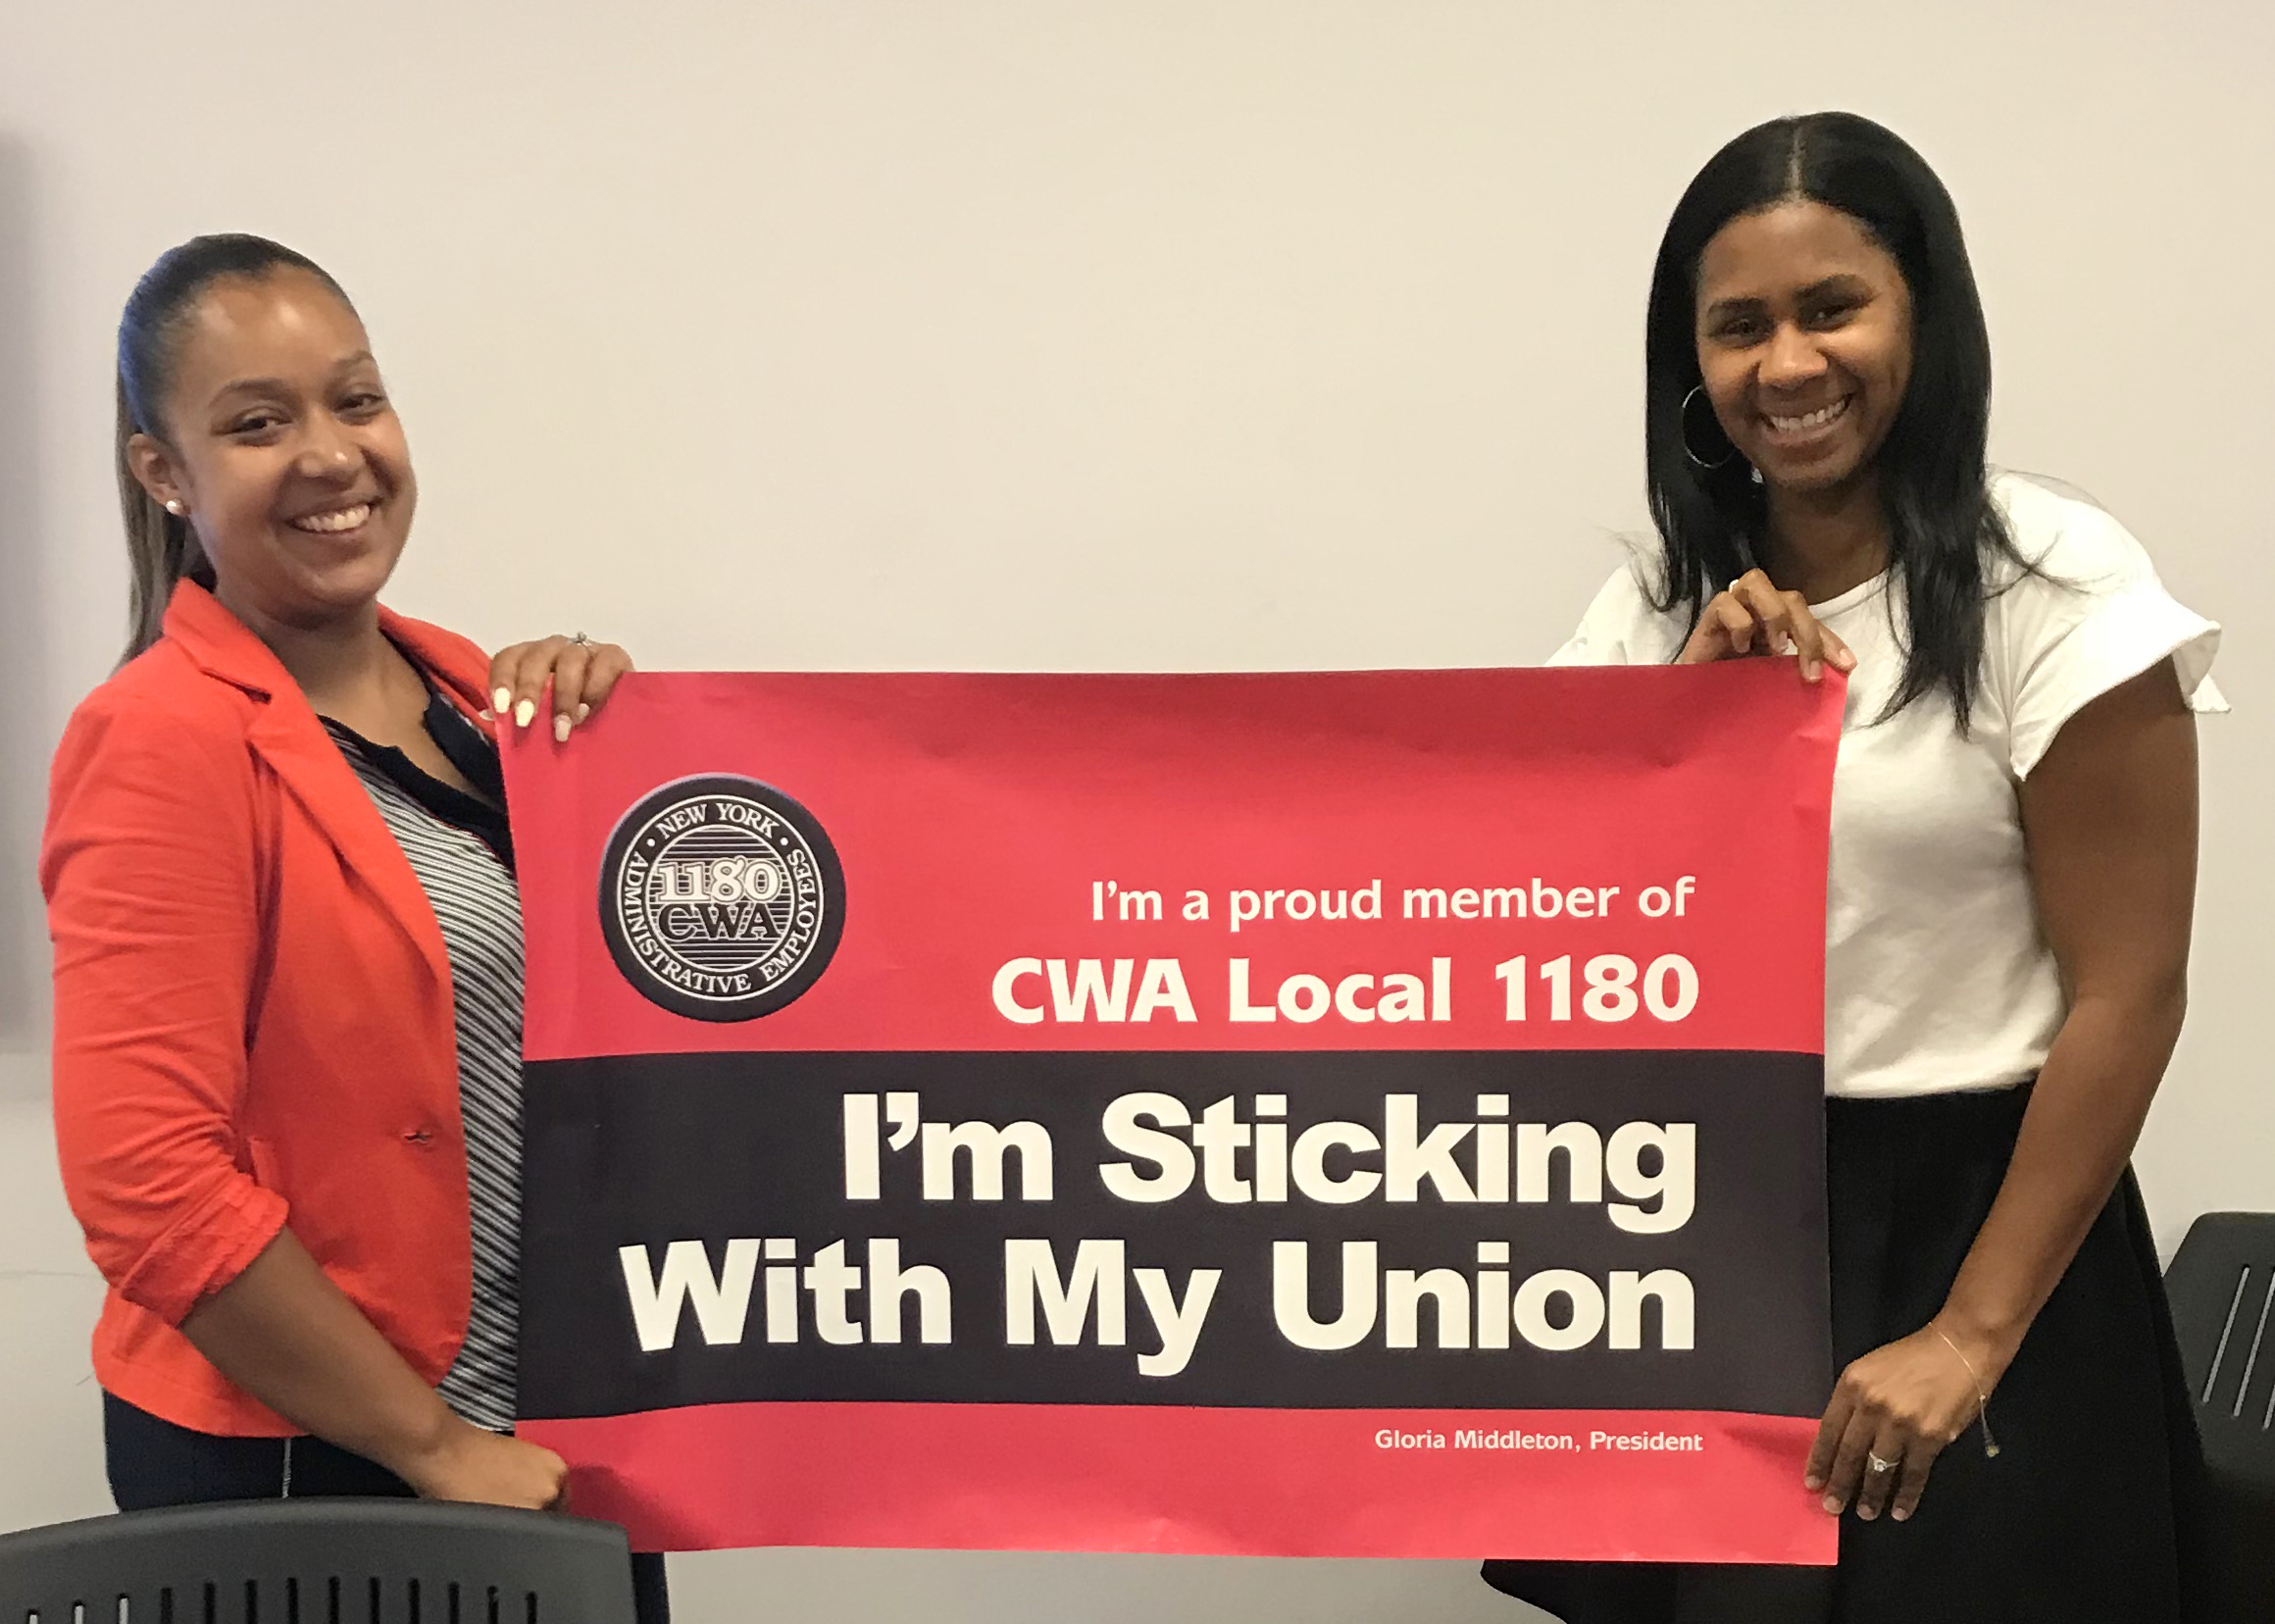 NEW YORK
1180
CWA
ADMINISTRATIVE EMPLOYEES
I'm a proud member of
CWA Local 1180
I'm Sticking
With My Union
Gloria Middleton, President